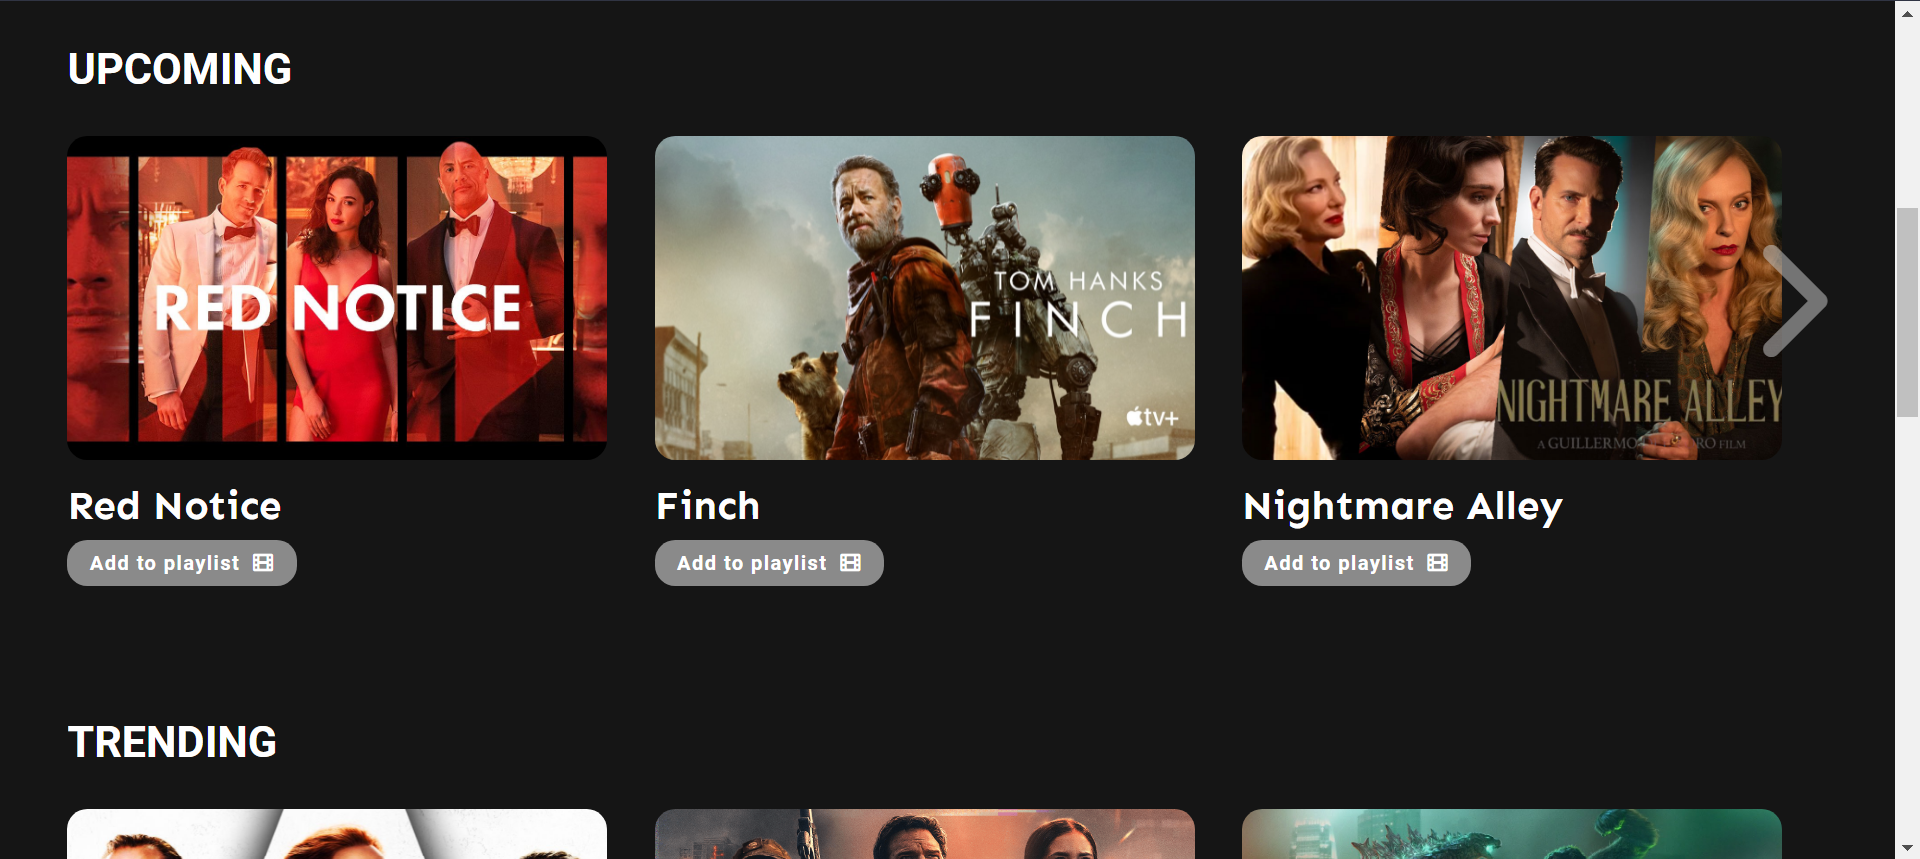 UPCOMING
RED NOTICE
TOM HANKS
FINCH
tv+
NIGHTMARE ALLEY
A GUILLERMO RO FILM
Red Notice
Finch
Nightmare Alley
Add to playlist
Add to playlist
Add to playlist
TRENDING